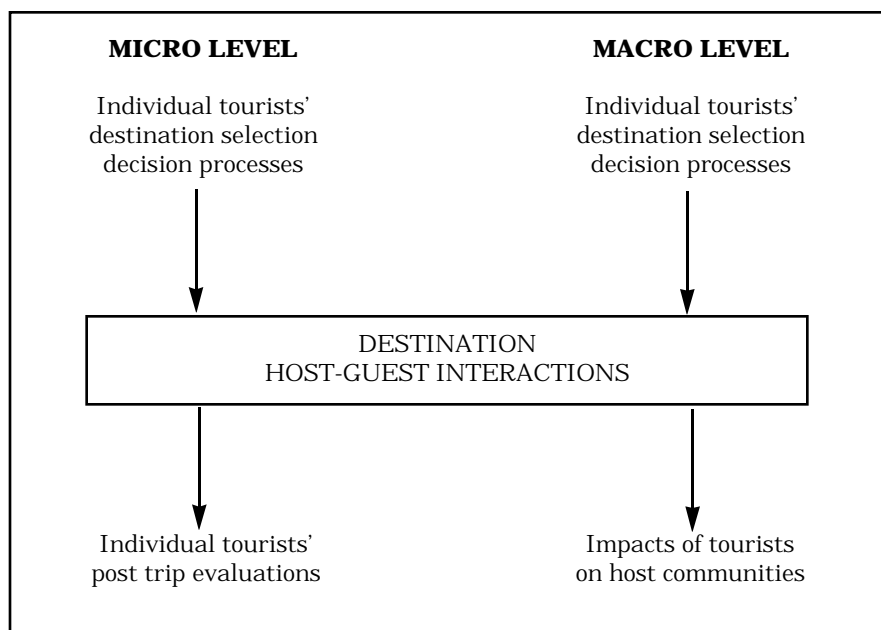 MICRO LEVEL
Individual tourists'
destination selection
decision processes
MACRO LEVEL
Individual tourists'
destination selection
decision processes
DESTINATION
HOST-GUEST INTERACTIONS
Individual tourists'
post trip evaluations
Impacts of tourists
on host communities